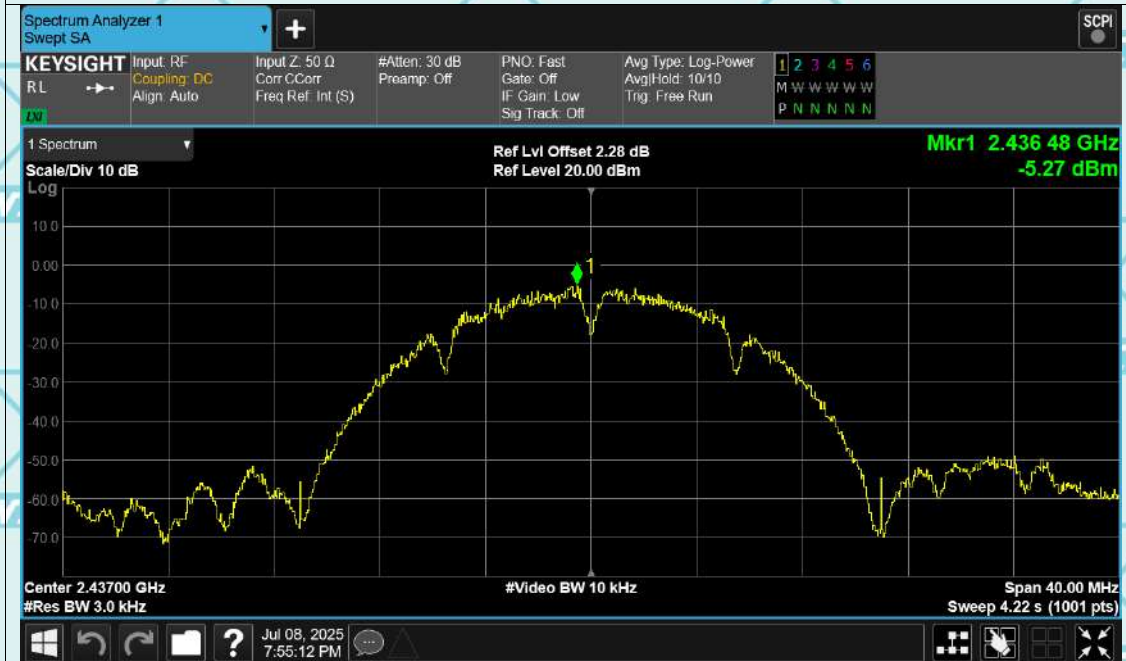 Spectrum Analyzer 1
Swept SA
+
SCPI
KEYSIGHT
RL
LXI
Input: RF
Coupling: DC
Align: Auto
Input Z: 50 Ω
Corr CCorr
Freq Ref: Int (S)
#Atten: 30 dB
Preamp: Off
PNO: Fast
Gate: Off
IF Gain: Low
Sig Track: Off
Avg Type: Log-Power
Avg|Hold: 10/10
Trig: Free Run
1 2 3 4 5 6
M W W W W W
P N N N N N
1 Spectrum
Scale/Div 10 dB
Log
Ref Lvl Offset 2.28 dB
Ref Level 20.00 dBm
Mkr1 2.436 48 GHz
-5.27 dBm
10.0
0.00
-10.0
-20.0
-30.0
-40.0
-50.0
-60.0
-70.0
1
Center 2.43700 GHz
#Res BW 3.0 kHz
#Video BW 10 kHz
Span 40.00 MHz
Sweep 4.22 s (1001 pts)
?
Jul 08, 2025
7:55:12 PM